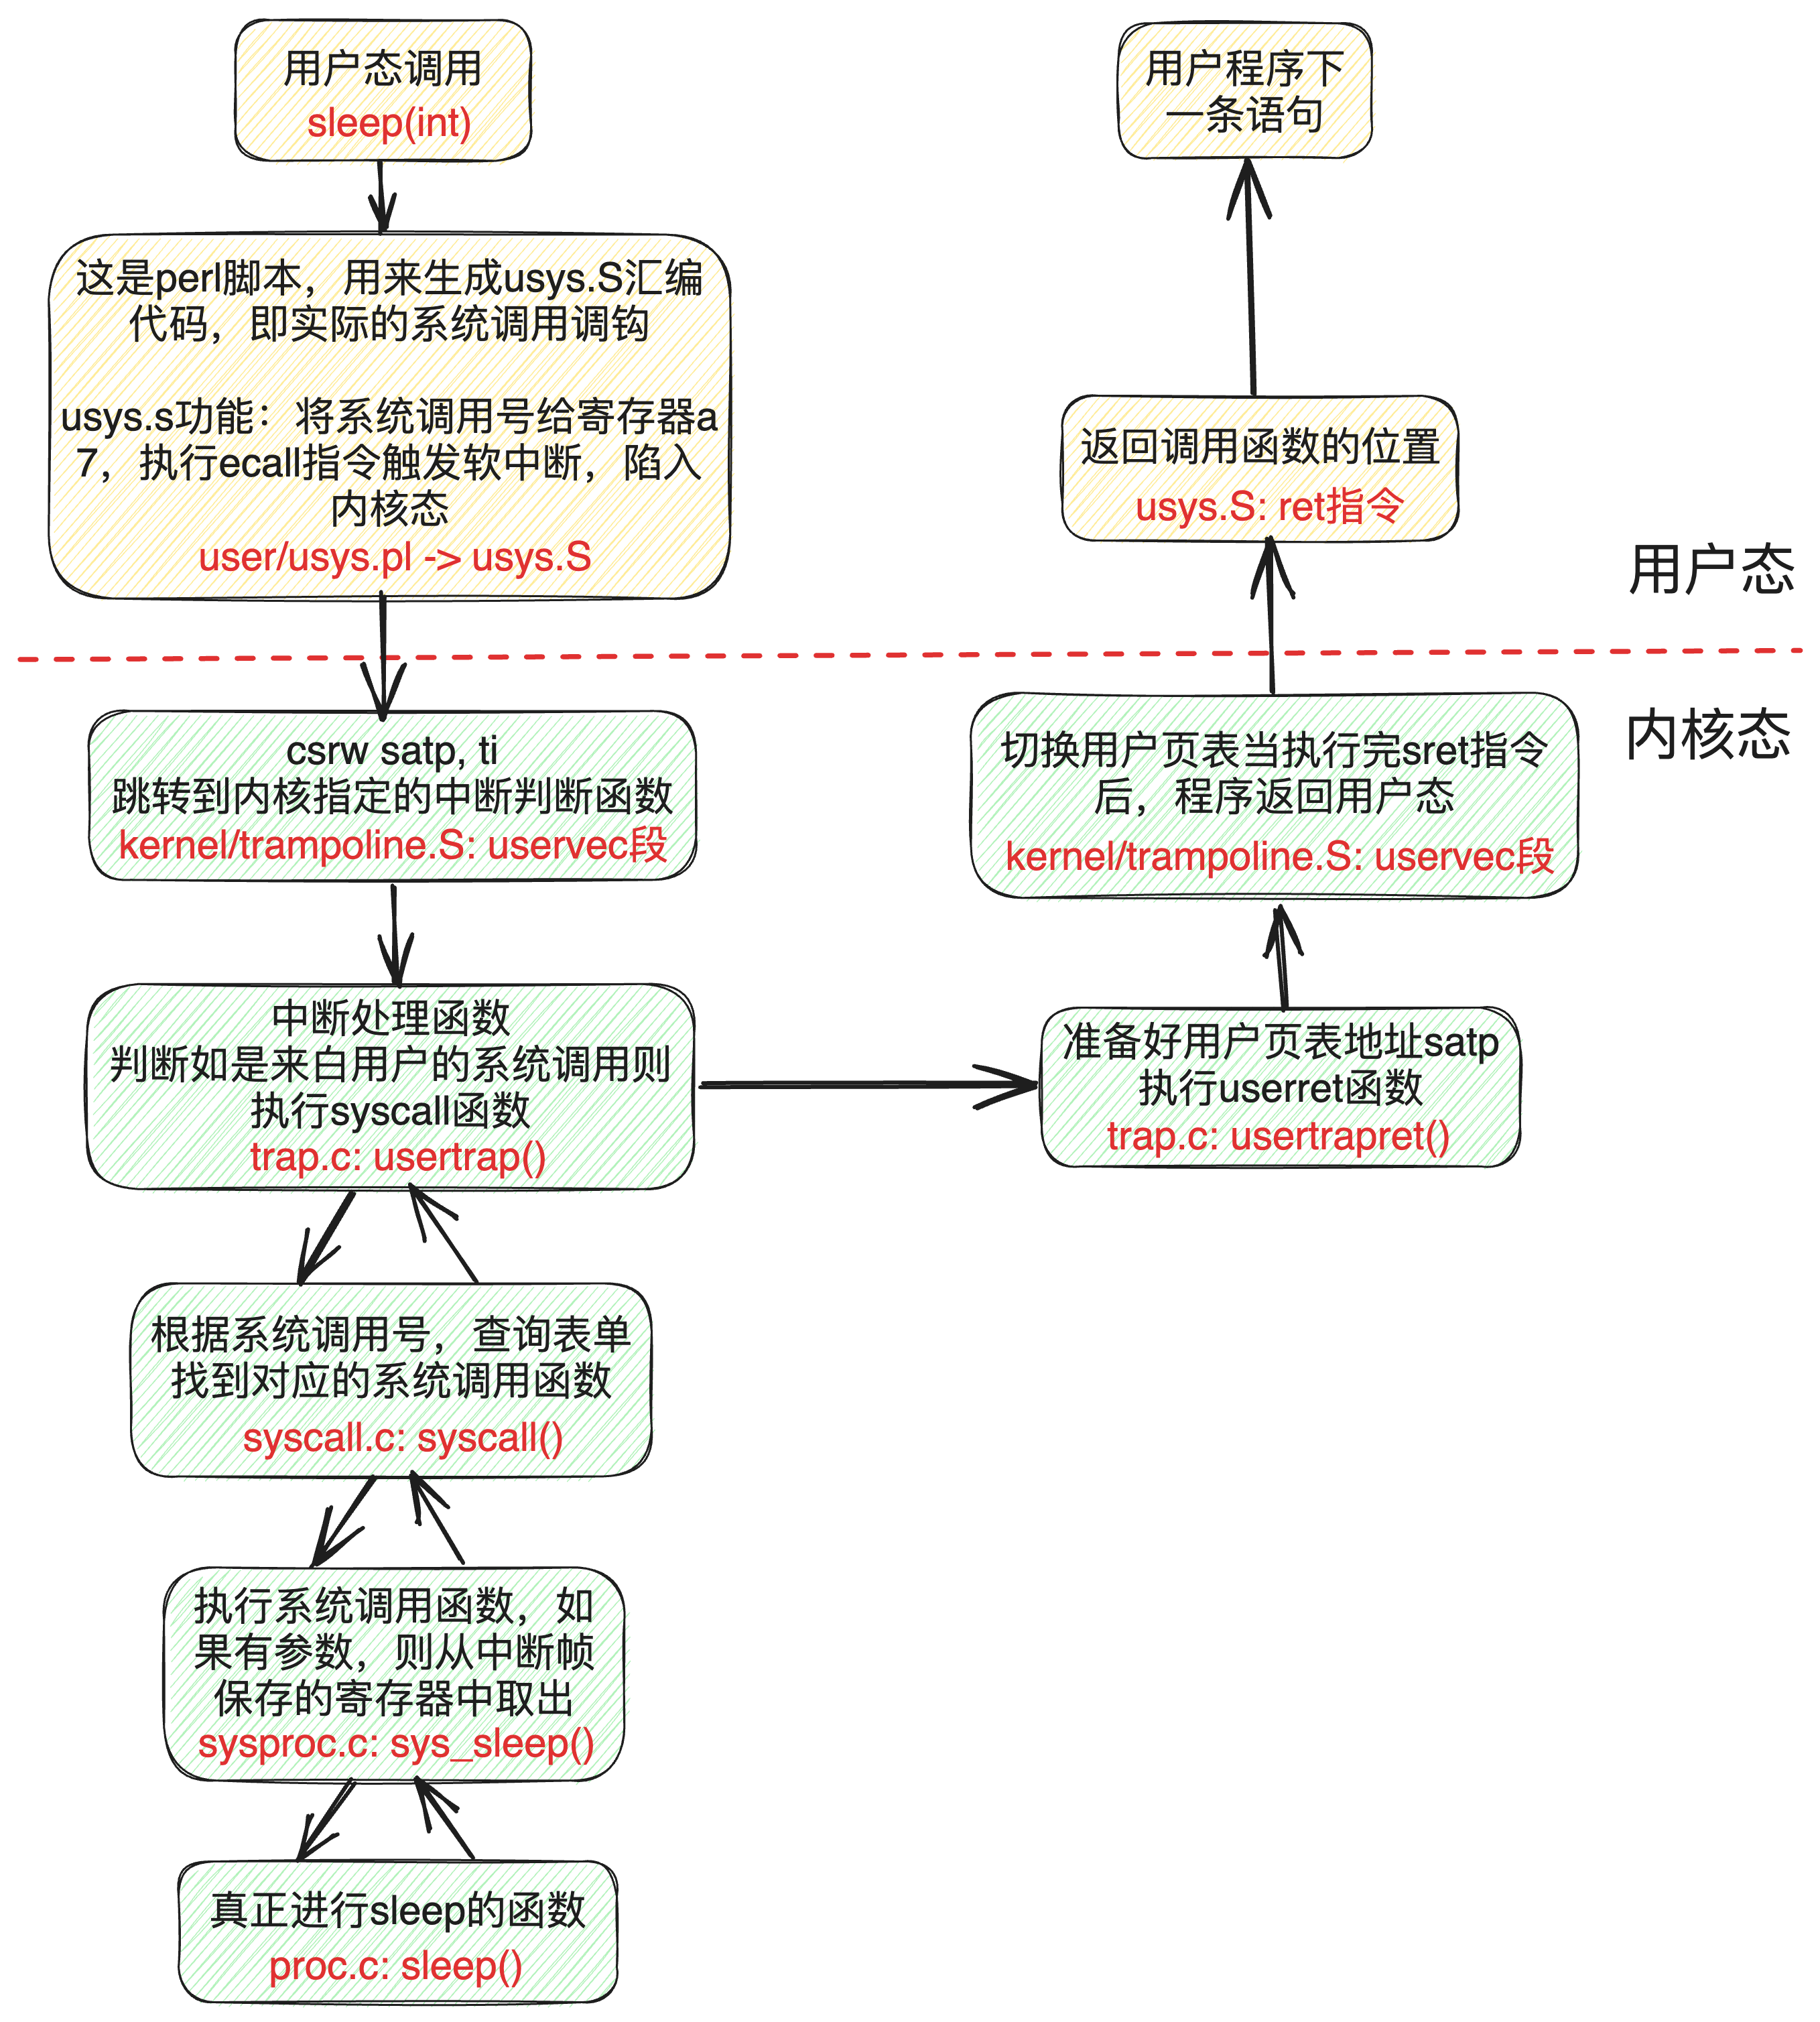 用户态调用
sleep(int)
这是perl脚本，用来生成usys.S汇编
代码，即实际的系统调用调钩
usys.s功能：将系统调用号给寄存器a
7，执行ecall指令触发软中断，陷入
内核态
user/usys.pl -> usys.S
csrw satp, ti
跳转到内核指定的中断判断函数
kernel/trampoline.S: uservec段
中断处理函数
判断如是来白用户的系统调用则
执行syscall函数
trap.c: usertrap()
根据系统调用号，查询表单
找到对应的系统调用函数
syscall.c: syscall()
执行系统调用函数，如
果有参数，则从中断帧
保存的寄存器中取出
sysproc.c: sys_sleep()
真正进行sleep的函数
proc.c: sleep()
准备好用户页表地址satp
执行userret函数
trap.c: usertrapret()
切换用户页表当执行完sret指令
后，程序返回用户态
kernel/trampoline.S: uservec段
返回调用函数的位置
usys.S: ret指令
用户程序下
一条语句
用户态
内核态